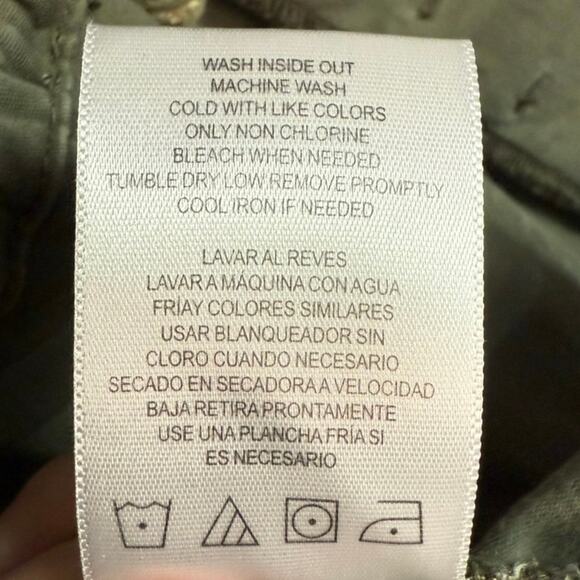 WASH INSIDE OUT
MACHINE WASH
COLD WITH LIKE COLORS
ONLY NON CHLORINE
BLEACH WHEN NEEDED
TUMBLE DRY LOW REMOVE PROMPTLY
COOL IRON IF NEEDED
LAVAR AL REVES
LAVAR A MÁQUINA CON AGUA
FRÍA Y COLORES SIMILARES
USAR BLANQUEADOR SIN
CLORO CUANDO NECESARIO
SECADO EN SECADORA A VELOCIDAD
BAJA RETIRA PRONTAMENTE
USE UNA PLANCHA FRÍA SI
ES NECESARIO